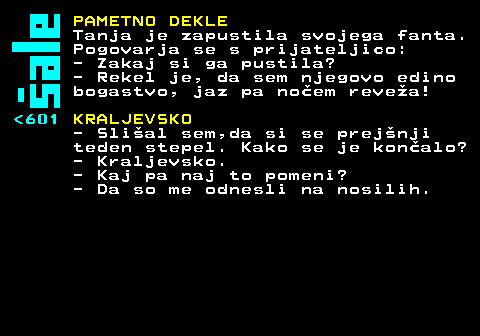 šale
PAMETNO DEKLE
Tanja je zapustila svojega fanta.
Pogovarja se s prijateljico:
- Zakaj si ga pustila?
- Rekel je, da sem njegovo edino
bogastvo, jaz pa nočem reveža!
<601 KRALJEVSKO
- Slišal sem,da si se prejšnji
teden stepel. Kako se je končalo?
- Kraljevsko.
- Kaj pa naj to pomeni?
- Da so me odnesli na nosilih.